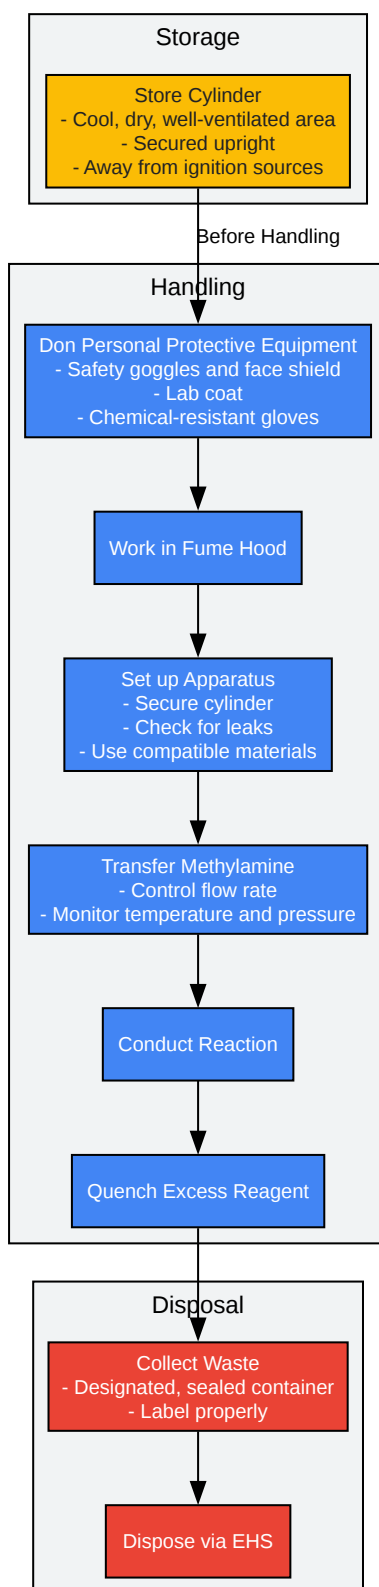 Storage
Store Cylinder
- Cool, dry, well-ventilated area
- Secured upright
- Away from ignition sources
Before Handling
Handling
Don Personal Protective Equipment
- Safety goggles and face shield
- Lab coat
- Chemical-resistant gloves
Work in Fume Hood
Set up Apparatus
- Secure cylinder
- Check for leaks
- Use compatible materials
Transfer Methylamine
- Control flow rate
- Monitor temperature and pressure
Conduct Reaction
Quench Excess Reagent
Disposal
Collect Waste
- Designated, sealed container
- Label properly
Dispose via EHS